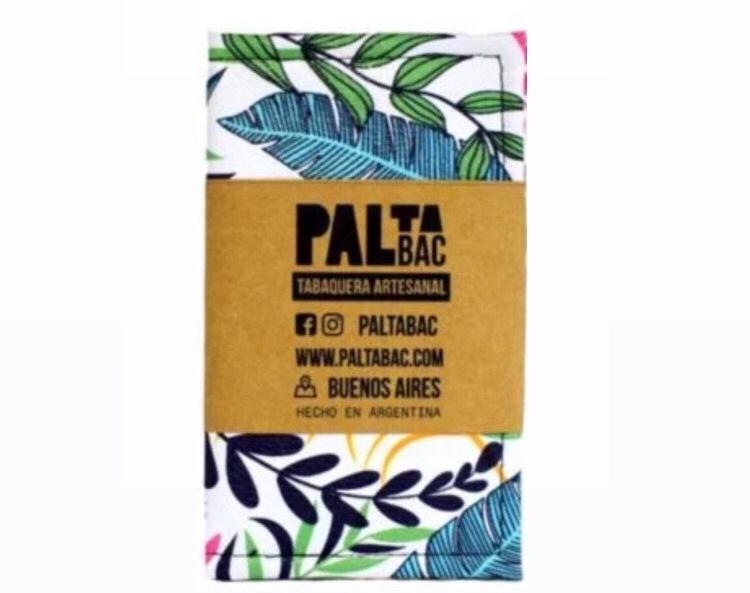 PALTA
BAC
TABAQUERA ARTESANAL
PALTABAC
WWW.PALTABAC.COM
BUENOS AIRES
HECHO EN ARGENTINA